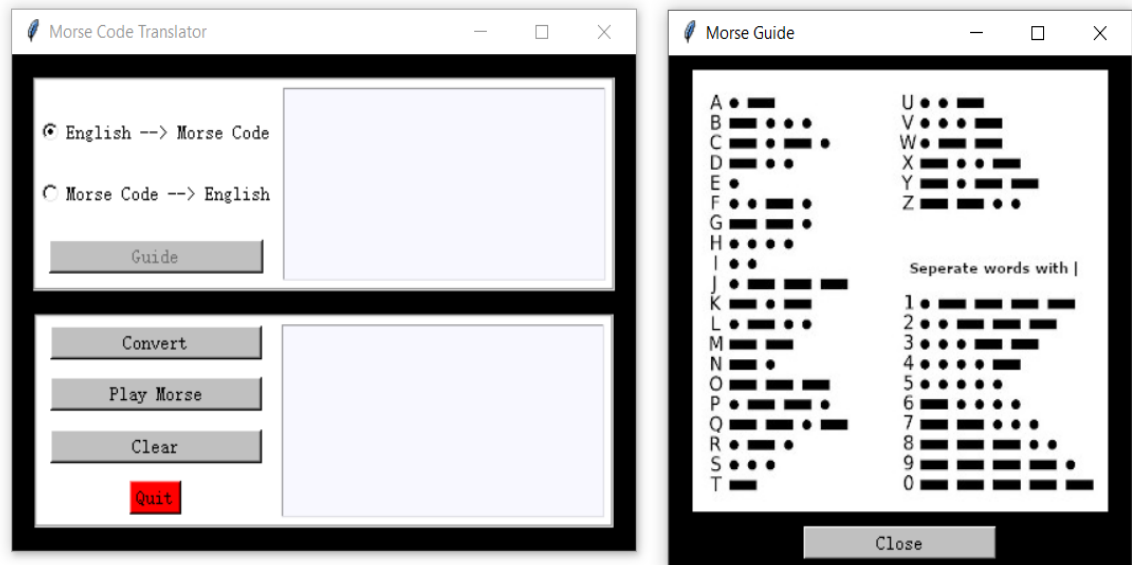 Morse Code Translator
English --> Morse Code
Morse Code --> English
Guide
Convert
Play Morse
Clear
Quit
Morse Guide
A
B
C
D
E
F
G
H
I
J
K
L
M
N
O
P
Q
R
S
T
U
V
W
X
Y
Z
Seperate words with |
1
2
3
4
5
6
7
8
9
0
Close